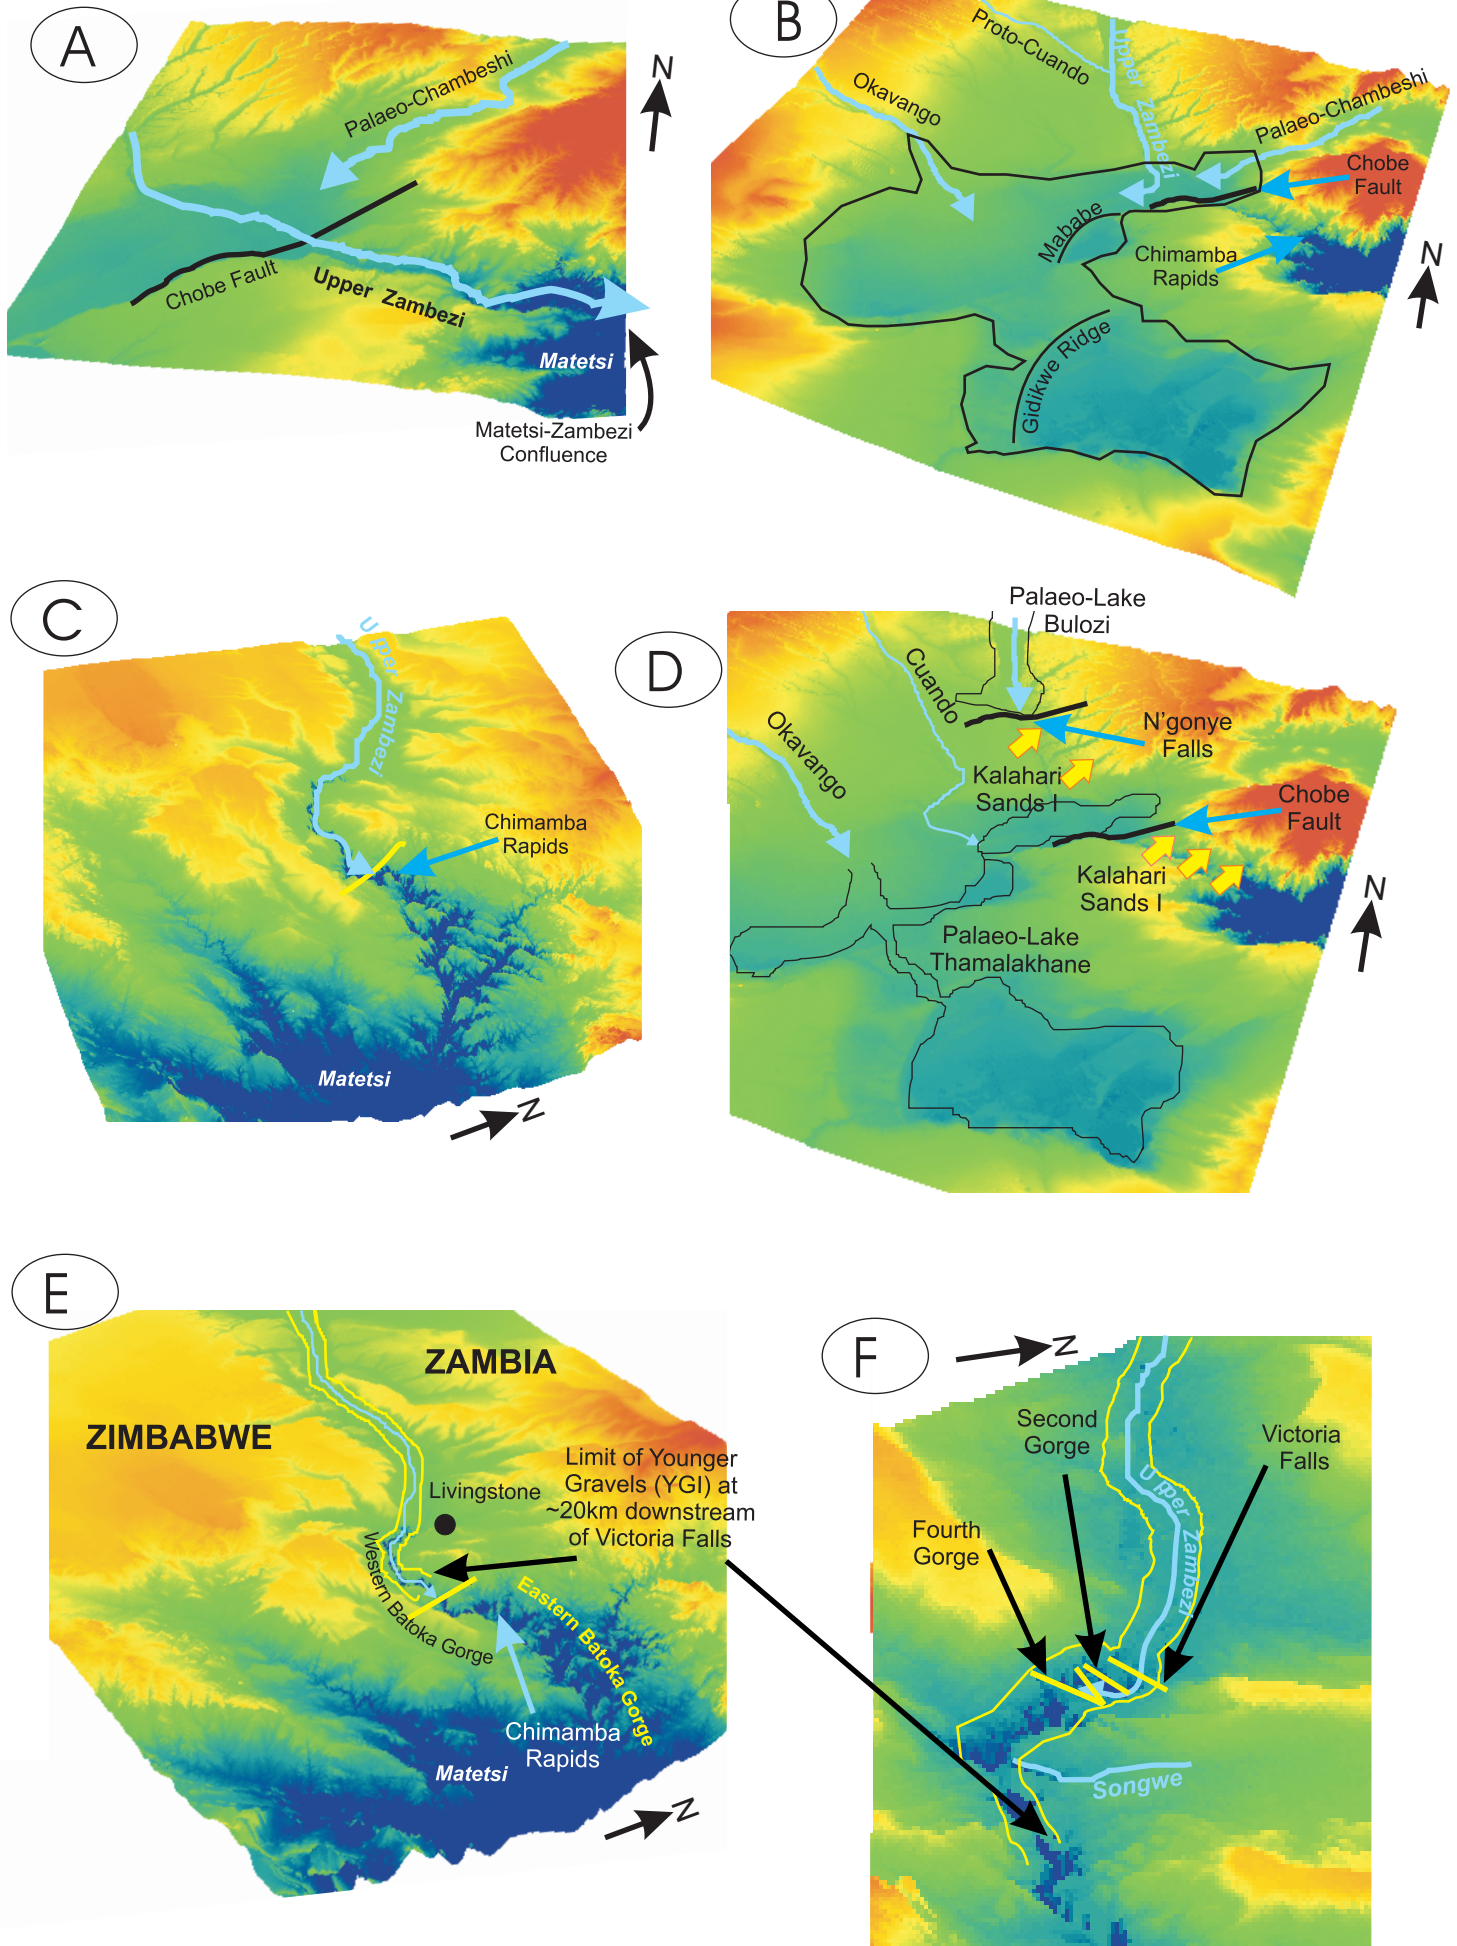 A
N
Palaeo-Chambeshi
Chobe Fault
Upper Zambezi
Matetsi
Matetsi-Zambezi
Confluence
B
Proto-Cuando
Upper Zambezi
Okavango
Palaeo-Chambeshi
Chobe
Fault
Mababe
Chimamba
Rapids
N
Gidikwe Ridge
C
Upper Zambezi
Chimamba
Rapids
Matetsi
N
D
Palaeo-Lake
Bulozi
Cuando
Okavango
N'gonye
Falls
Kalahari
Sands I
Chobe
Fault
Kalahari
Sands I
N
Palaeo-Lake
Thamalakhane
E
ZAMBIA
ZIMBABWE
Livingstone
Limit of Younger
Gravels (YGI) at
~20km downstream
of Victoria Falls
Western Batoka Gorge
Eastern Batoka Gorge
Chimamba
Rapids
Matetsi
N
F
N
Second
Gorge
Victoria
Falls
Upper Zambezi
Fourth
Gorge
Songwe